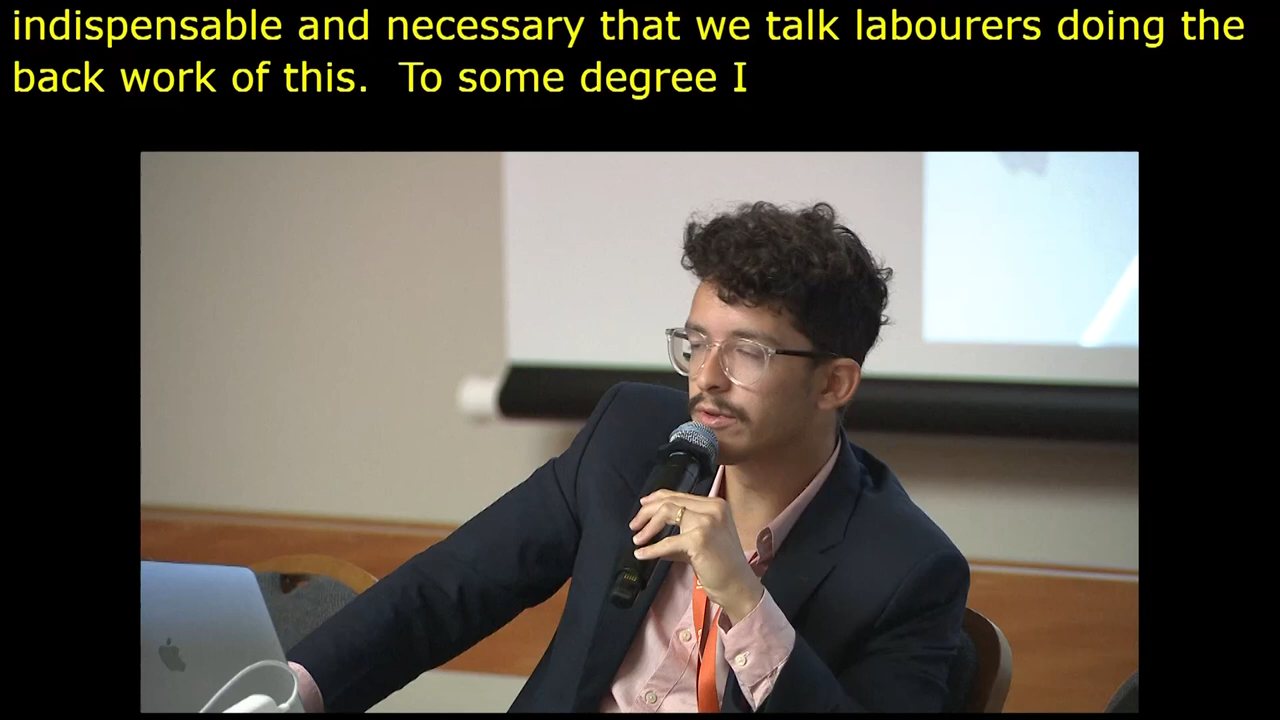 indispensable and necessary that we talk labourers doing the
back work of this.  To some degree I